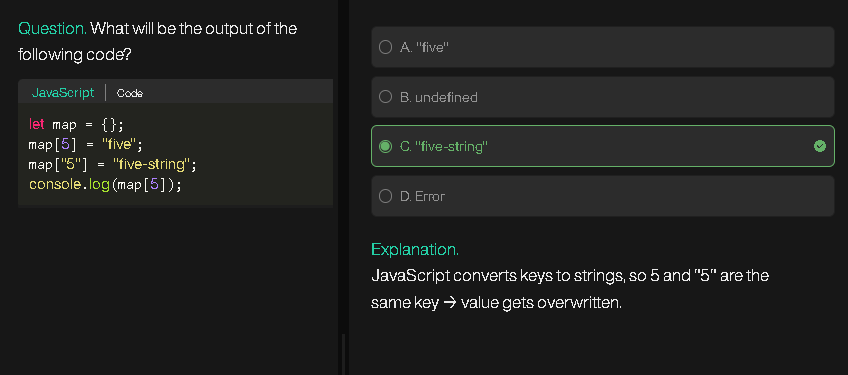 Question. What will be the output of the
following code?
JavaScript | Code
let map = {};
map[5] = "five";
map["5"] = "five-string";
console.log(map[5]);
A. "five"
B. undefined
C. "five-string"
D. Error
Explanation.
JavaScript converts keys to strings, so 5 and "5" are the
same key → value gets overwritten.